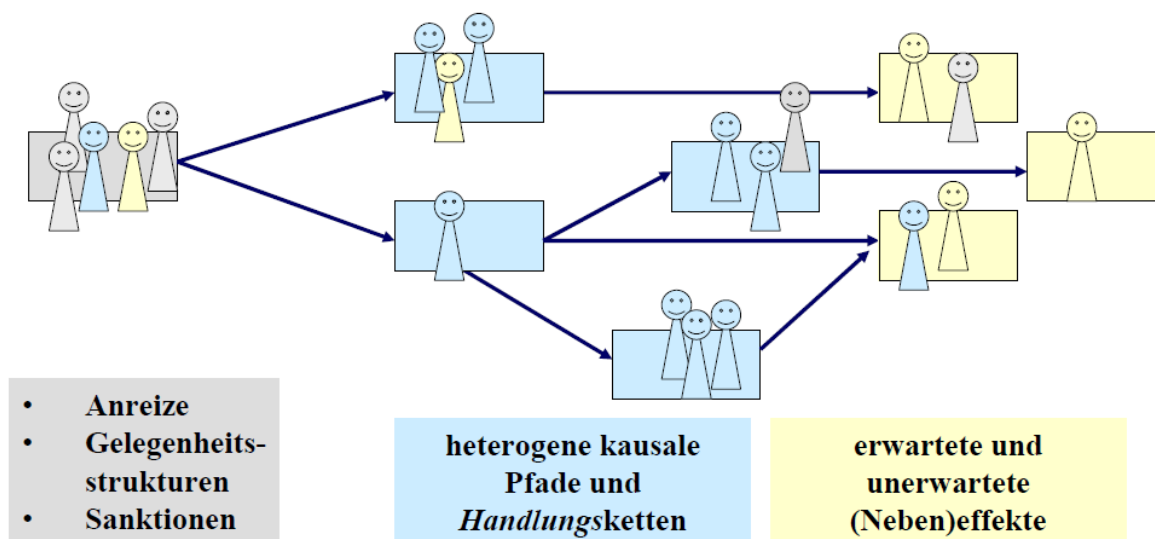 • Anreize
• Gelegenheits-
strukturen
• Sanktionen
heterogene kausale
Pfade und
Handlungsketten
erwartete und
unerwartete
(Neben)effekte